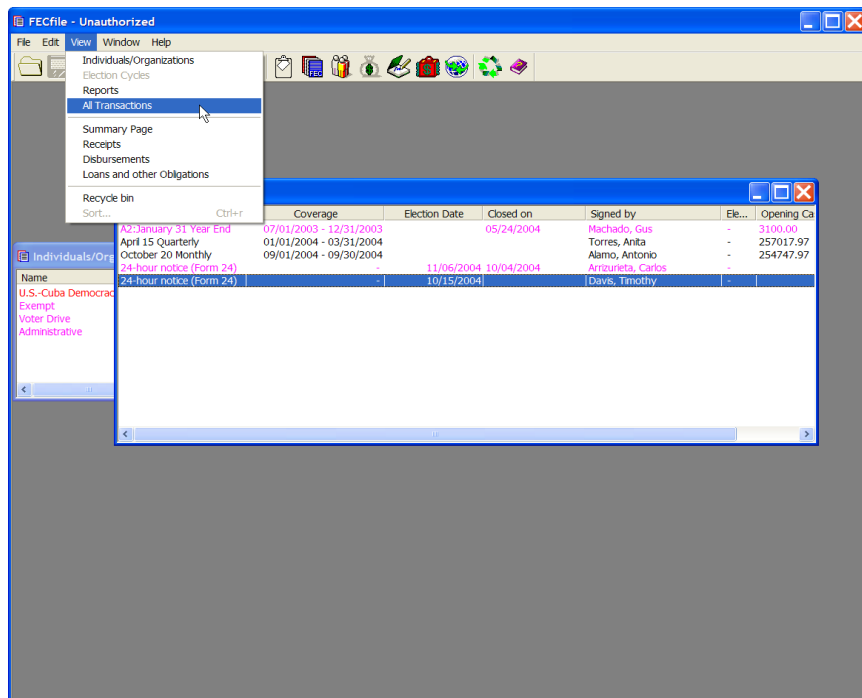 FECfile - Unauthorized
File Edit View Window Help
Individuals/Organizations
Election Cycles
Reports
All Transactions
Summary Page
Receipts
Disbursements
Loans and other Obligations
Recycle bin
Sort... Ctrl+r
FEC
Coverage Election Date Closed on Signed by Ele... Opening Ca
A2:January 31 Year End 07/01/2003 - 12/31/2003 05/24/2004 Machado, Gus - 3100.00
April 15 Quarterly 01/01/2004 - 03/31/2004 Torres, Anita - 257017.97
October 20 Monthly 09/01/2004 - 09/30/2004 Alamo, Antonio - 254747.97
24-hour notice (Form 24) - 11/06/2004 10/04/2004 Arrizurieta, Carlos -
24-hour notice (Form 24) - 10/15/2004 Davis, Timothy -
Individuals/Org
Name
U.S.-Cuba Democrac
Exempt
Voter Drive
Administrative